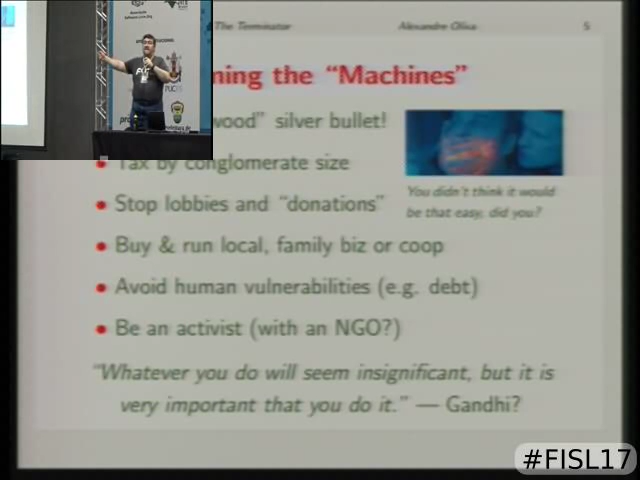 The Terminator Alexandre Oliva 5
ming the “Machines”
wood” silver bullet!
Tax by conglomerate size
Stop lobbies and “donations”
Buy & run local, family biz or coop
Avoid human vulnerabilities (e.g. debt)
Be an activist (with an NGO?)
You didn't think it would
be that easy, did you?
“Whatever you do will seem insignificant, but it is
very important that you do it.” — Gandhi?
#FISL17